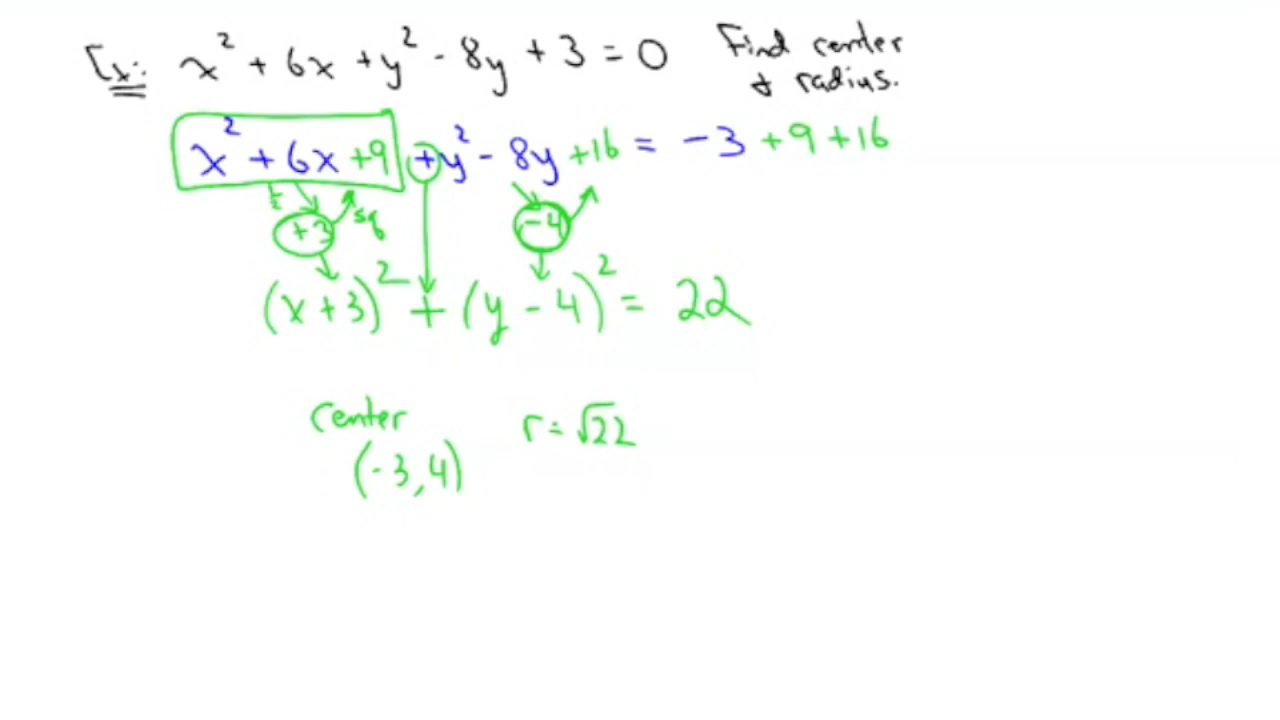 Ex: x² + 6x + y² - 8y + 3 = 0 Find center
& radius.
x² + 6x + 9 + y² - 8y + 16 = -3 + 9 + 16
½ +3 sq -4
(x + 3)² + (y - 4)² = 22
center r = √22
(-3, 4)